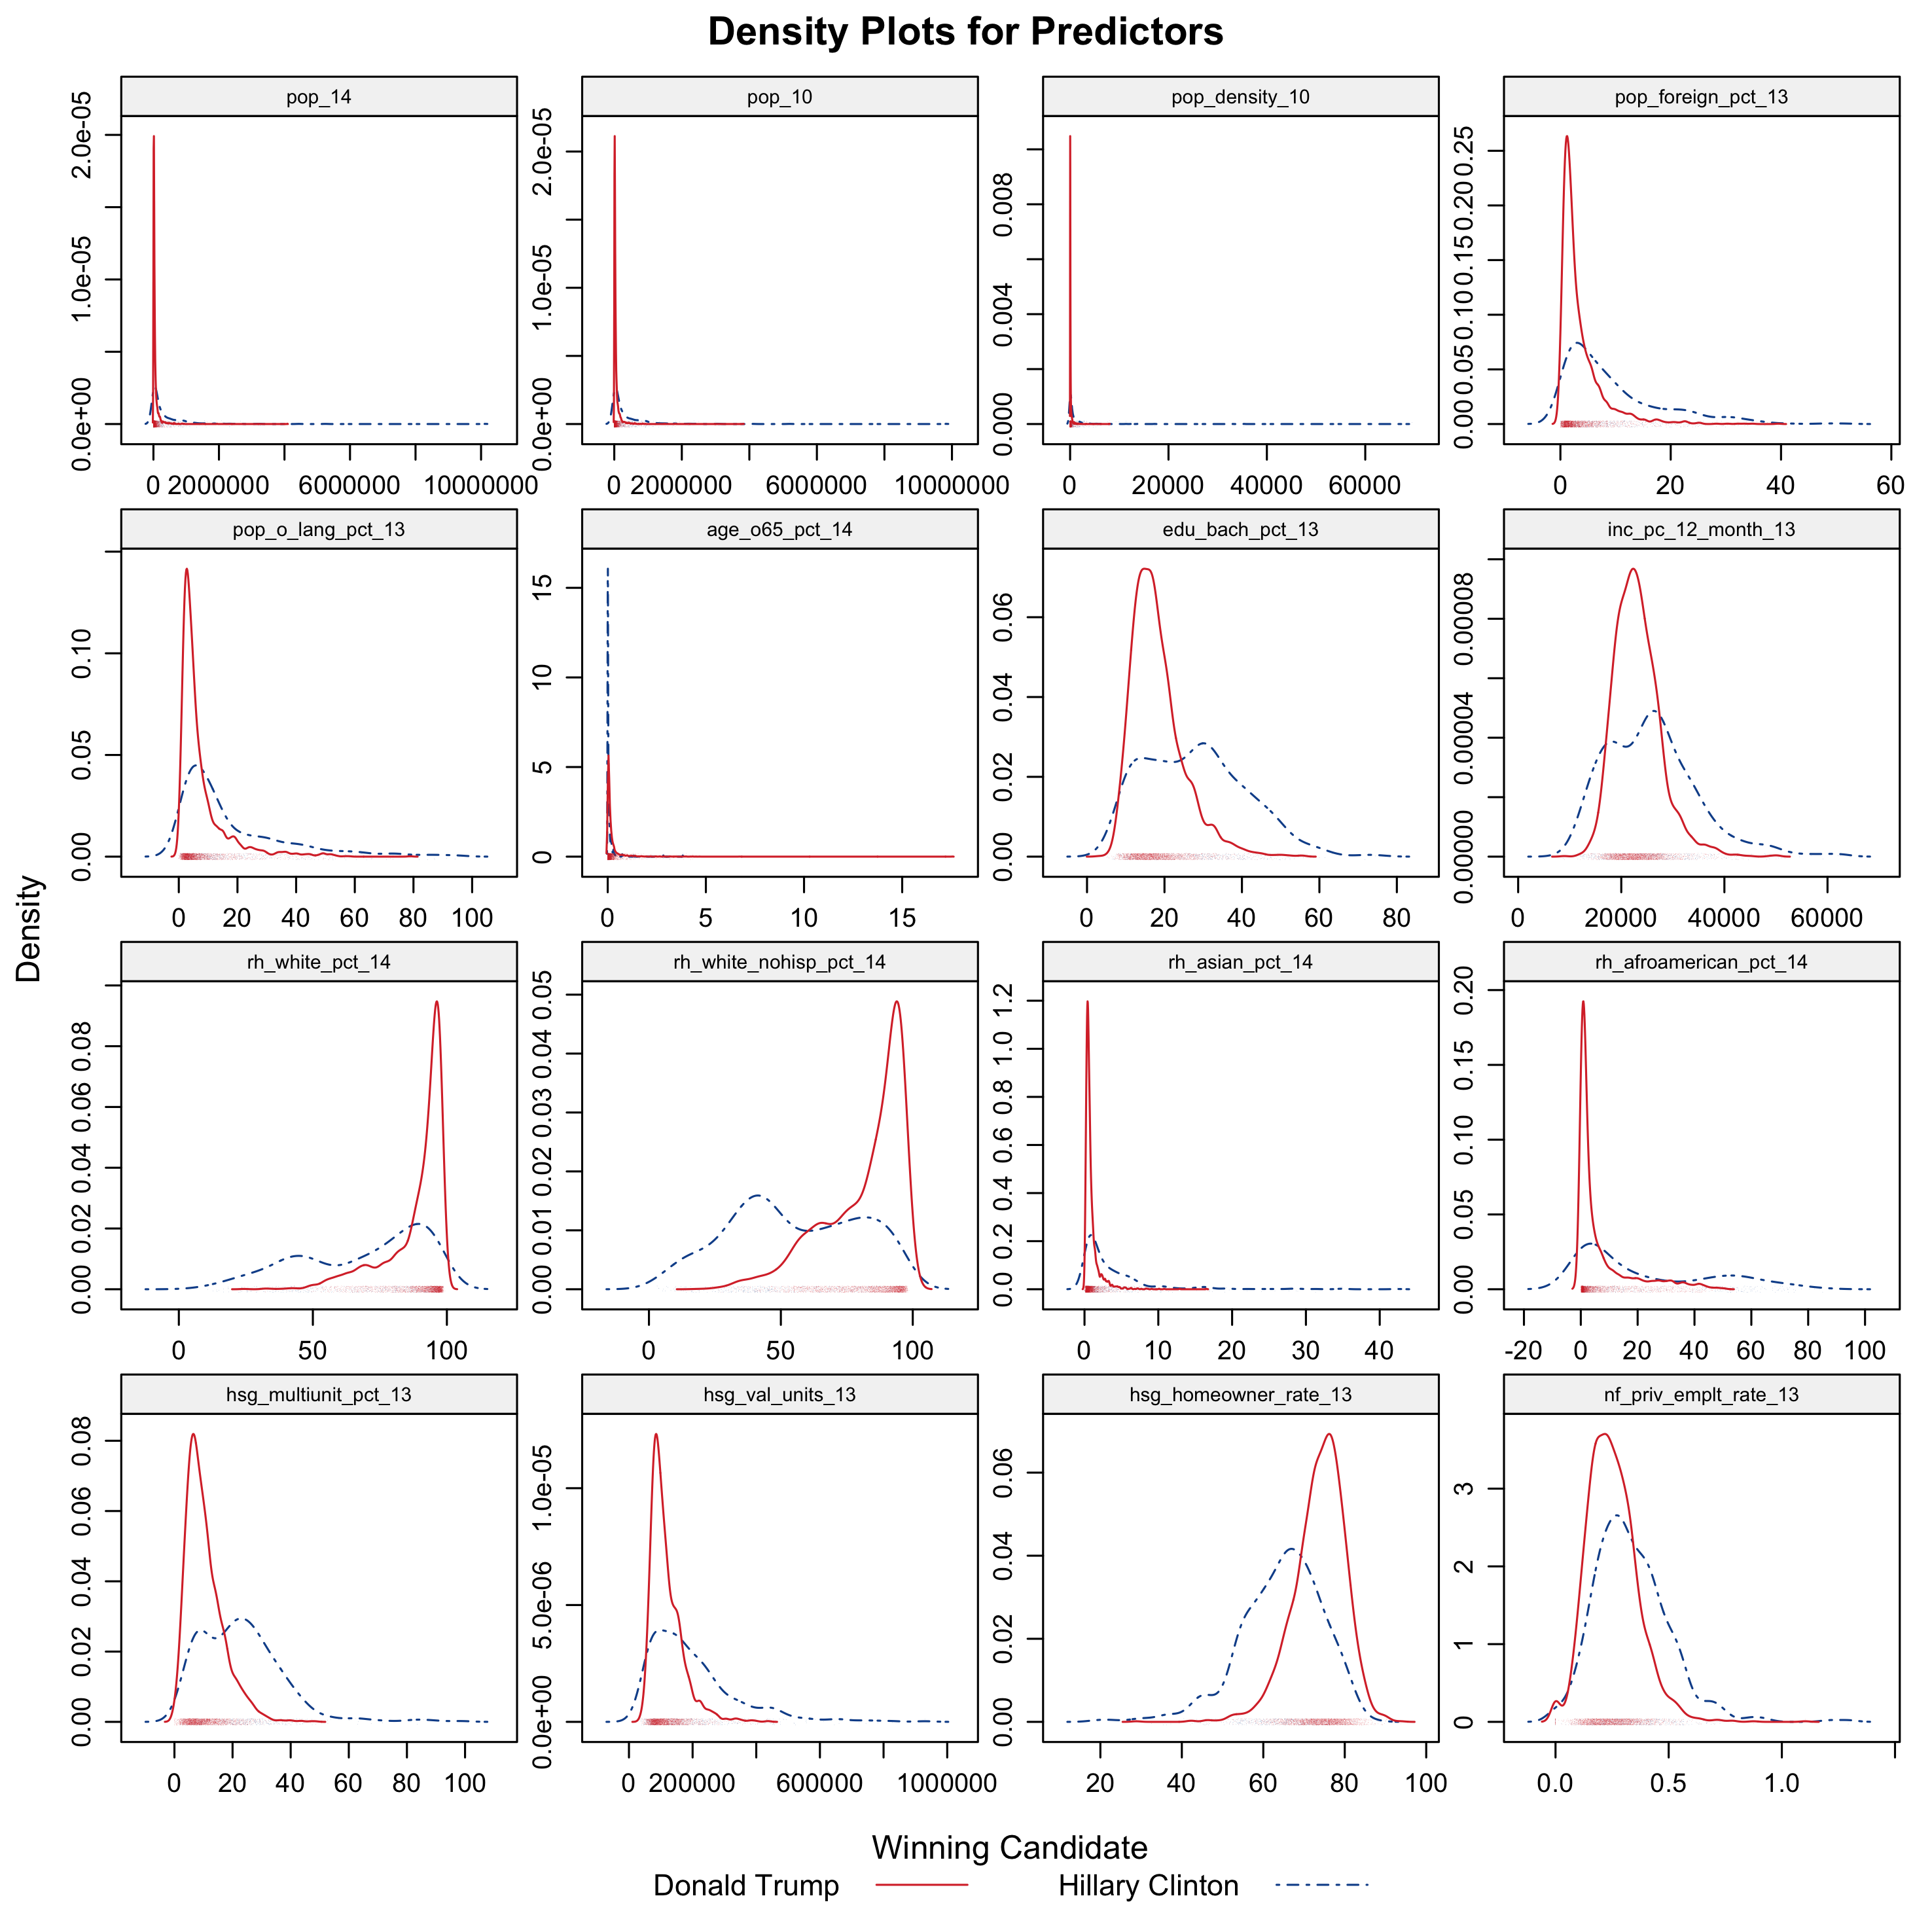 Density Plots for Predictors
pop_14
pop_10
pop_density_10
pop_foreign_pct_13
0.0e+00 1.0e-05 2.0e-05
0.0e+00 1.0e-05 2.0e-05
0.000 0.004 0.008
0.00 0.05 0.10 0.15 0.20 0.25
0 2000000 6000000 10000000
0 2000000 6000000 10000000
0 20000 40000 60000
0 20 40 60
pop_o_lang_pct_13
age_o65_pct_14
edu_bach_pct_13
inc_pc_12_month_13
0.00 0.05 0.10
0 5 10 15
0.00 0.02 0.04 0.06
0.00000 0.00004 0.00008
0 20 40 60 80 100
0 5 10 15
0 20 40 60 80
0 20000 40000 60000
Density
rh_white_pct_14
rh_white_nohisp_pct_14
rh_asian_pct_14
rh_afroamerican_pct_14
0.00 0.02 0.04 0.06 0.08
0.00 0.01 0.02 0.03 0.04 0.05
0.0 0.2 0.4 0.6 0.8 1.0 1.2
0.00 0.05 0.10 0.15 0.20
0 50 100
0 50 100
0 10 20 30 40
-20 0 20 40 60 80 100
hsg_multiunit_pct_13
hsg_val_units_13
hsg_homeowner_rate_13
nf_priv_emplt_rate_13
0.00 0.02 0.04 0.06 0.08
0.0e+00 5.0e-06 1.0e-05
0.00 0.02 0.04 0.06
0 1 2 3
0 20 40 60 80 100
0 200000 600000 1000000
20 40 60 80 100
0.0 0.5 1.0
Winning Candidate
Donald Trump
Hillary Clinton